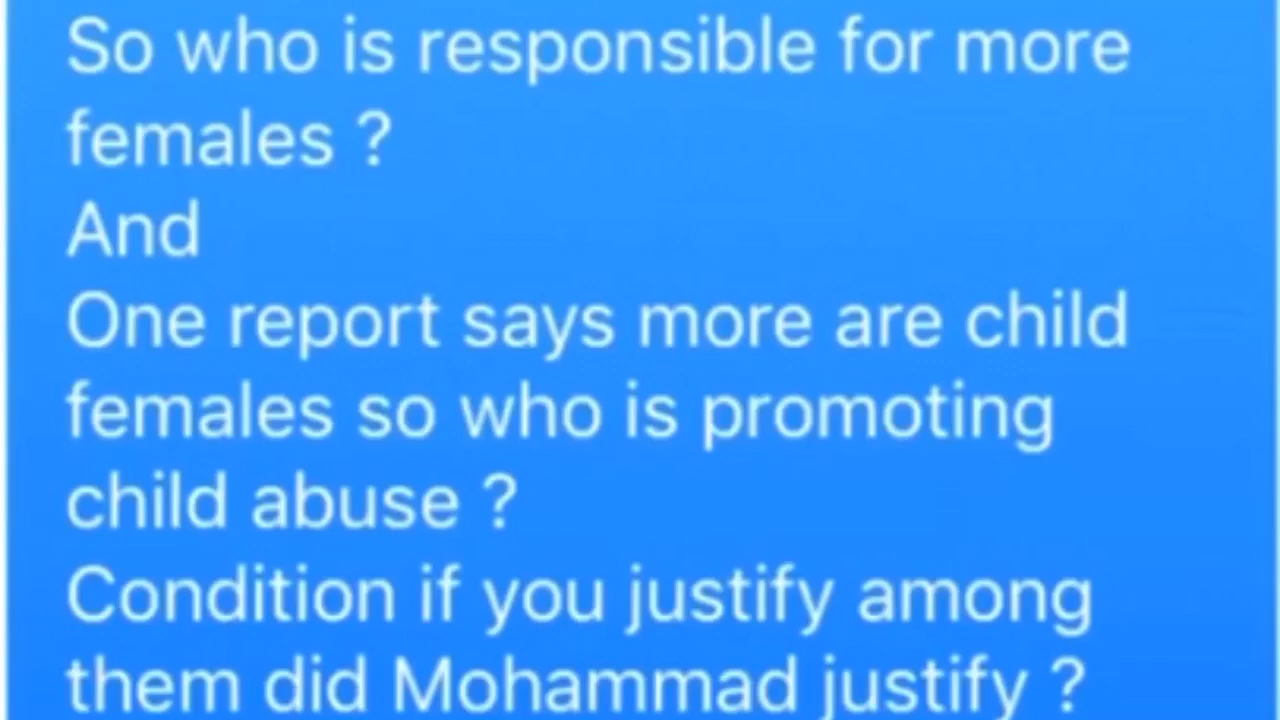 So who is responsible for more
females ?
And
One report says more are child
females so who is promoting
child abuse ?
Condition if you justify among
them did Mohammad justify ?